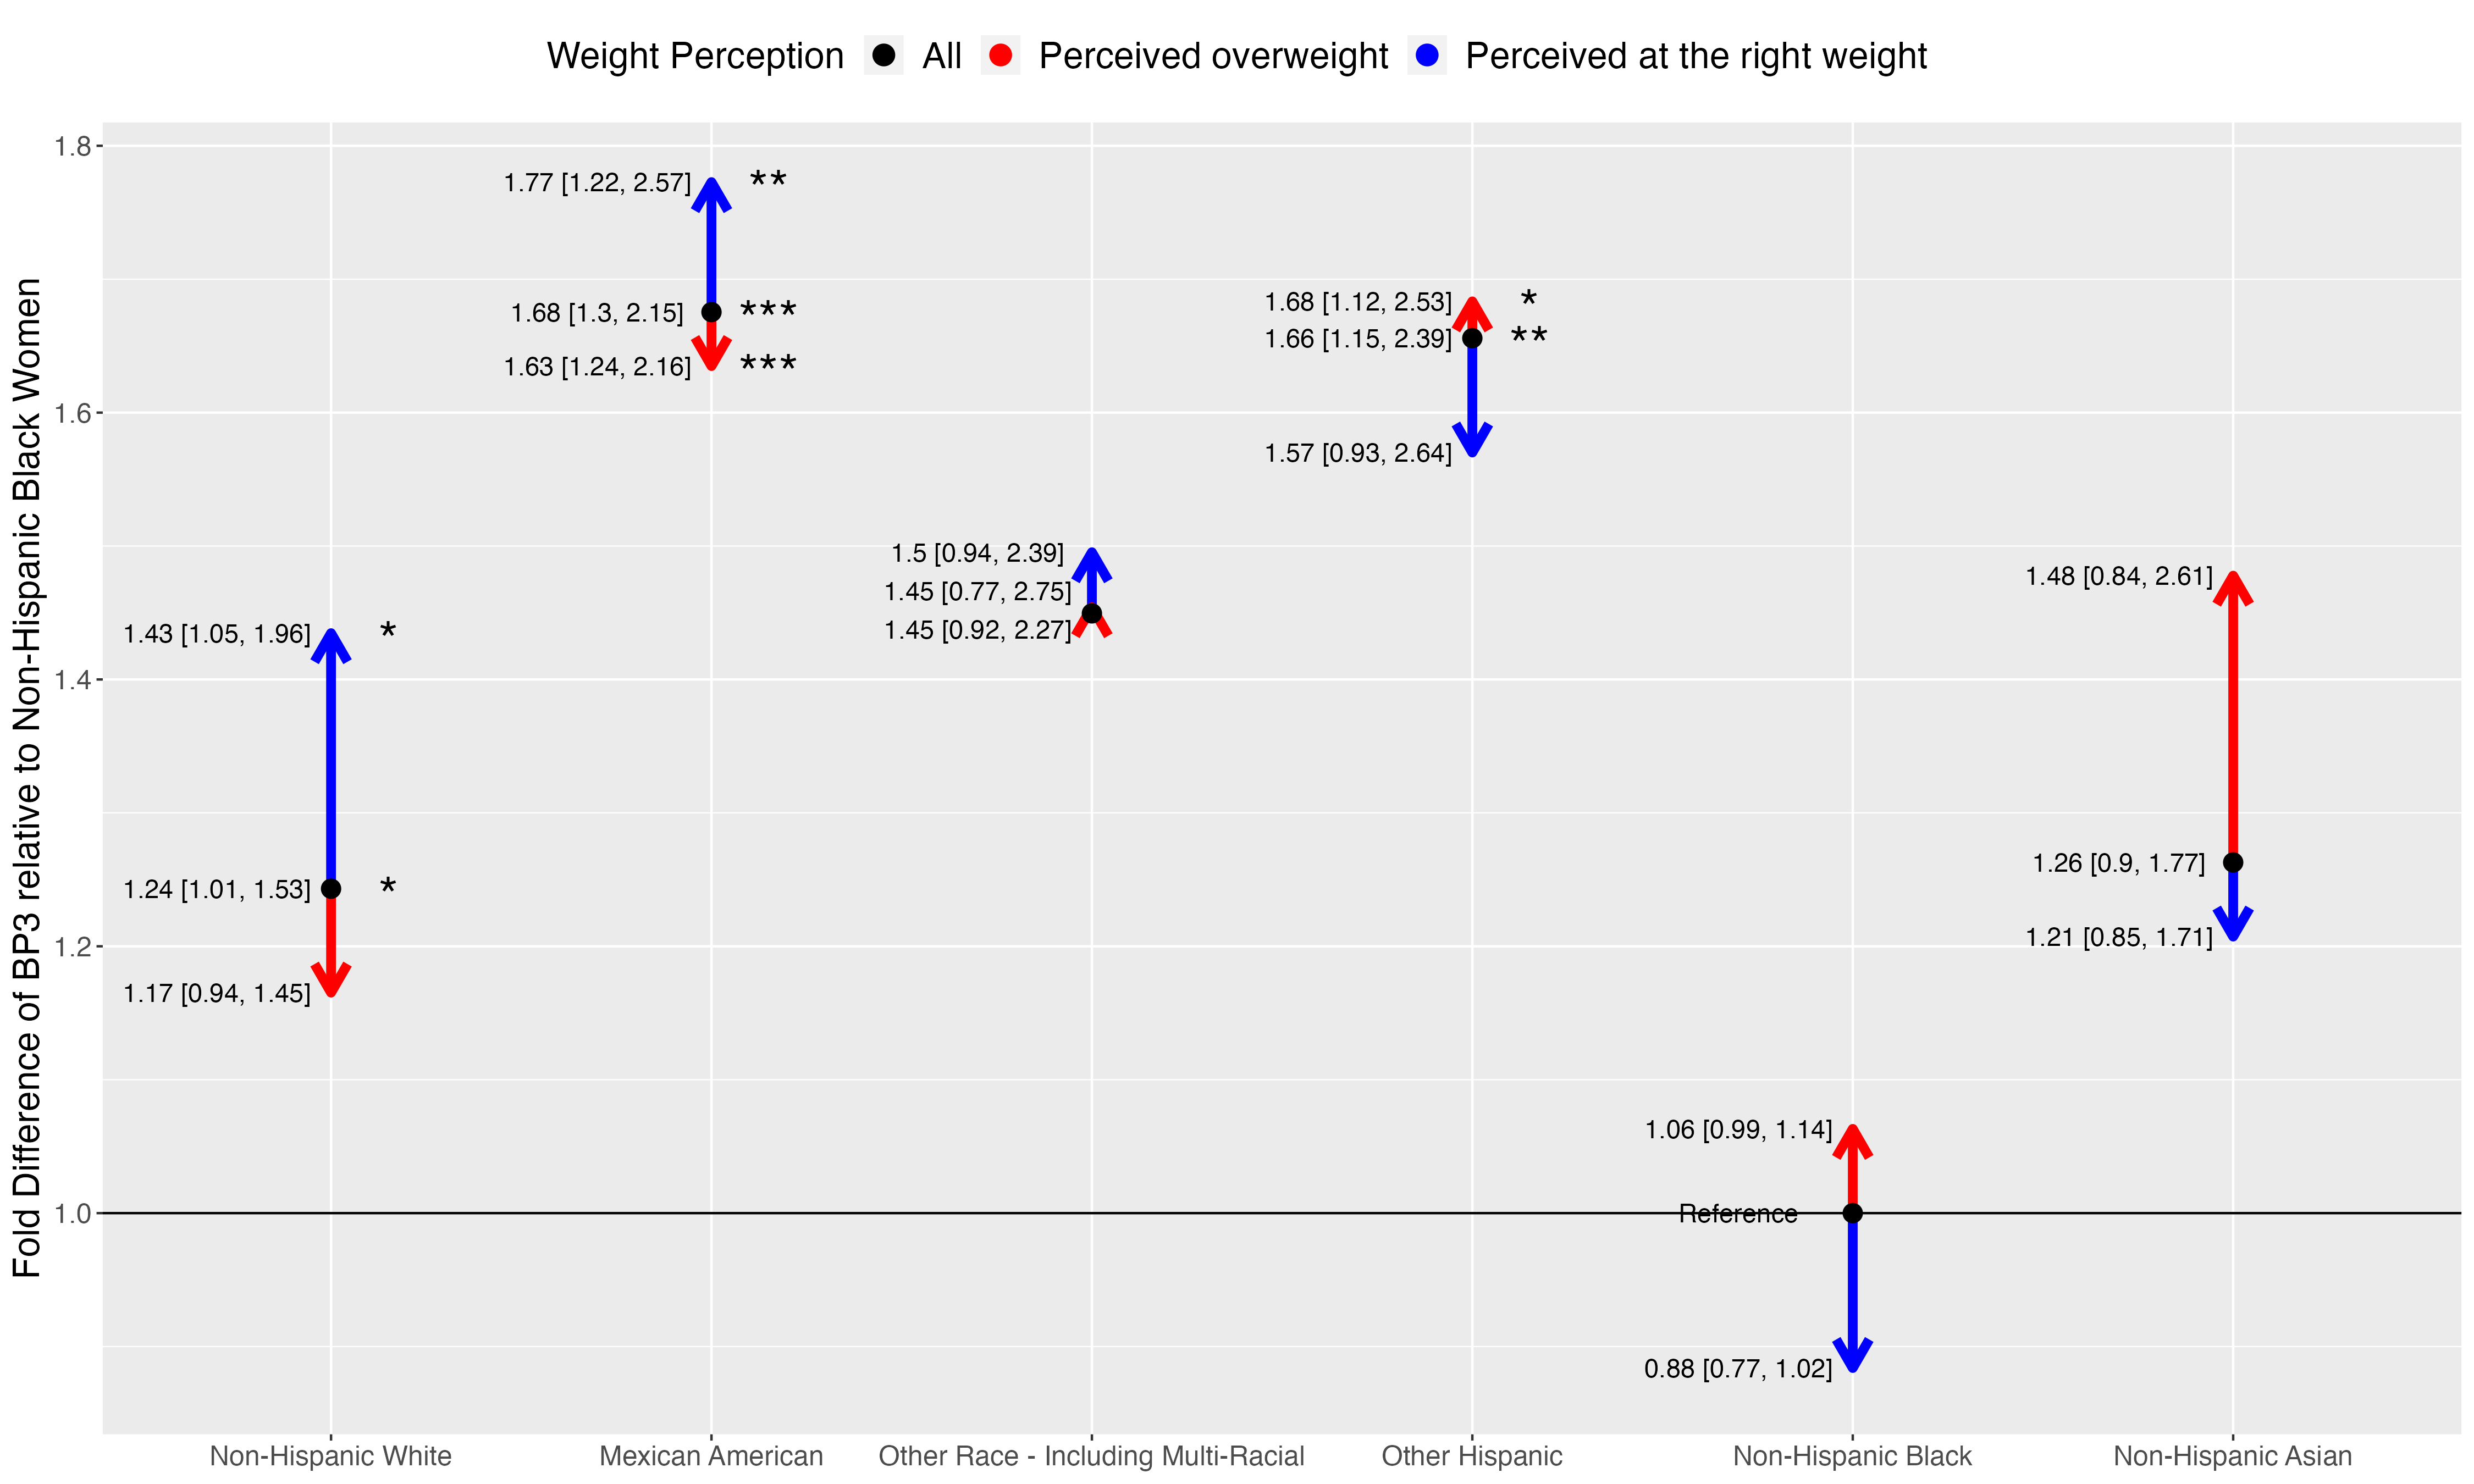 Weight Perception All Perceived overweight Perceived at the right weight
Fold Difference of BP3 relative to Non-Hispanic Black Women
1.8
1.6
1.4
1.2
1.0
1.43 [1.05, 1.96] *
1.24 [1.01, 1.53] *
1.17 [0.94, 1.45]
1.77 [1.22, 2.57] **
1.68 [1.3, 2.15] ***
1.63 [1.24, 2.16] ***
1.5 [0.94, 2.39]
1.45 [0.77, 2.75]
1.45 [0.92, 2.27]
1.68 [1.12, 2.53] *
1.66 [1.15, 2.39] **
1.57 [0.93, 2.64]
1.06 [0.99, 1.14]
Reference
0.88 [0.77, 1.02]
1.48 [0.84, 2.61]
1.26 [0.9, 1.77]
1.21 [0.85, 1.71]
Non-Hispanic White
Mexican American
Other Race - Including Multi-Racial
Other Hispanic
Non-Hispanic Black
Non-Hispanic Asian